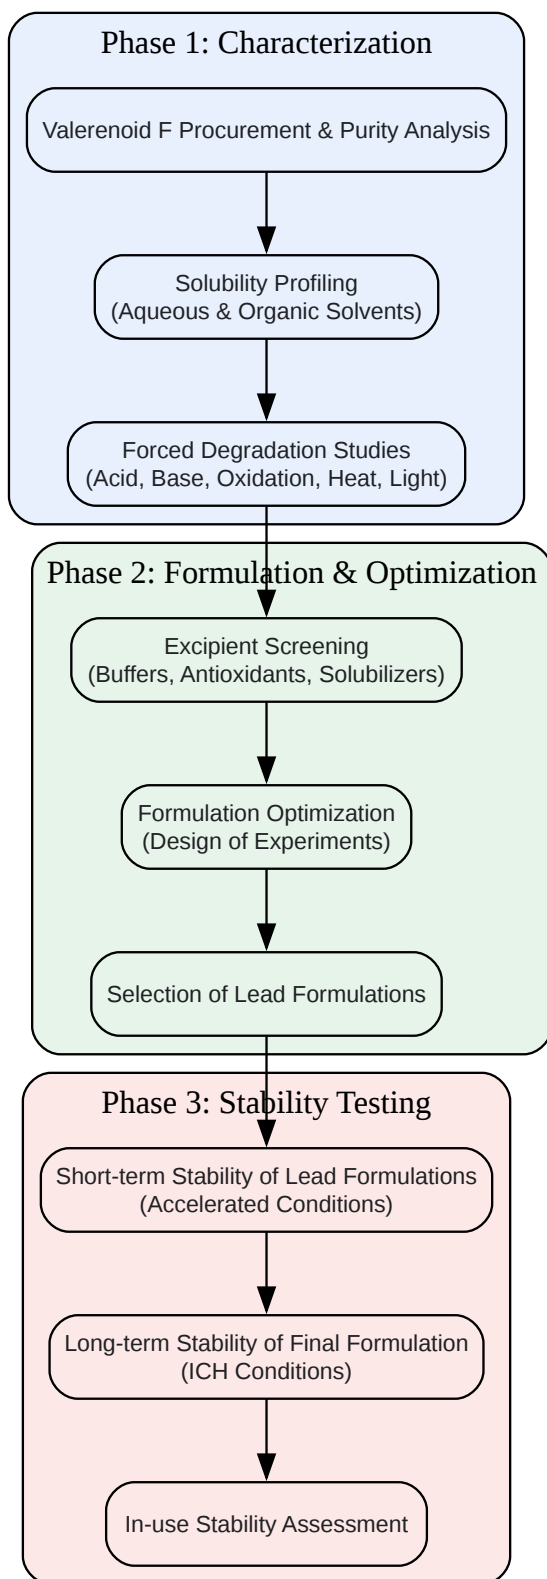 Phase 1: Characterization
Valerenoid F Procurement & Purity Analysis
Solubility Profiling
(Aqueous & Organic Solvents)
Forced Degradation Studies
(Acid, Base, Oxidation, Heat, Light)
Phase 2: Formulation & Optimization
Excipient Screening
(Buffers, Antioxidants, Solubilizers)
Formulation Optimization
(Design of Experiments)
Selection of Lead Formulations
Phase 3: Stability Testing
Short-term Stability of Lead Formulations
(Accelerated Conditions)
Long-term Stability of Final Formulation
(ICH Conditions)
In-use Stability Assessment